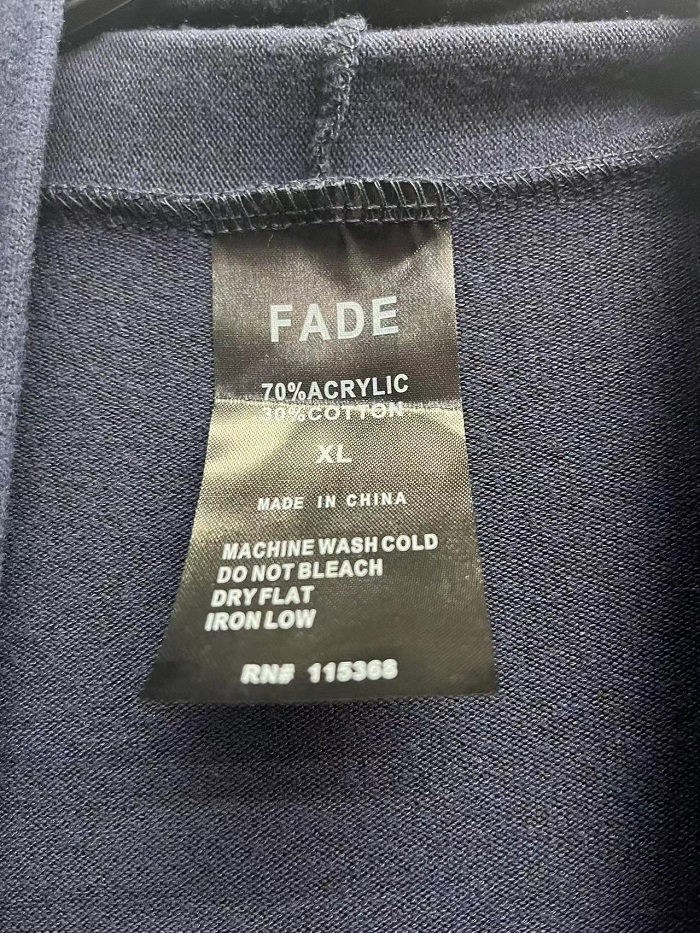 FADE
70%ACRYLIC
30%COTTON
XL
MADE IN CHINA
MACHINE WASH COLD
DO NOT BLEACH
DRY FLAT
IRON LOW
RN# 115368